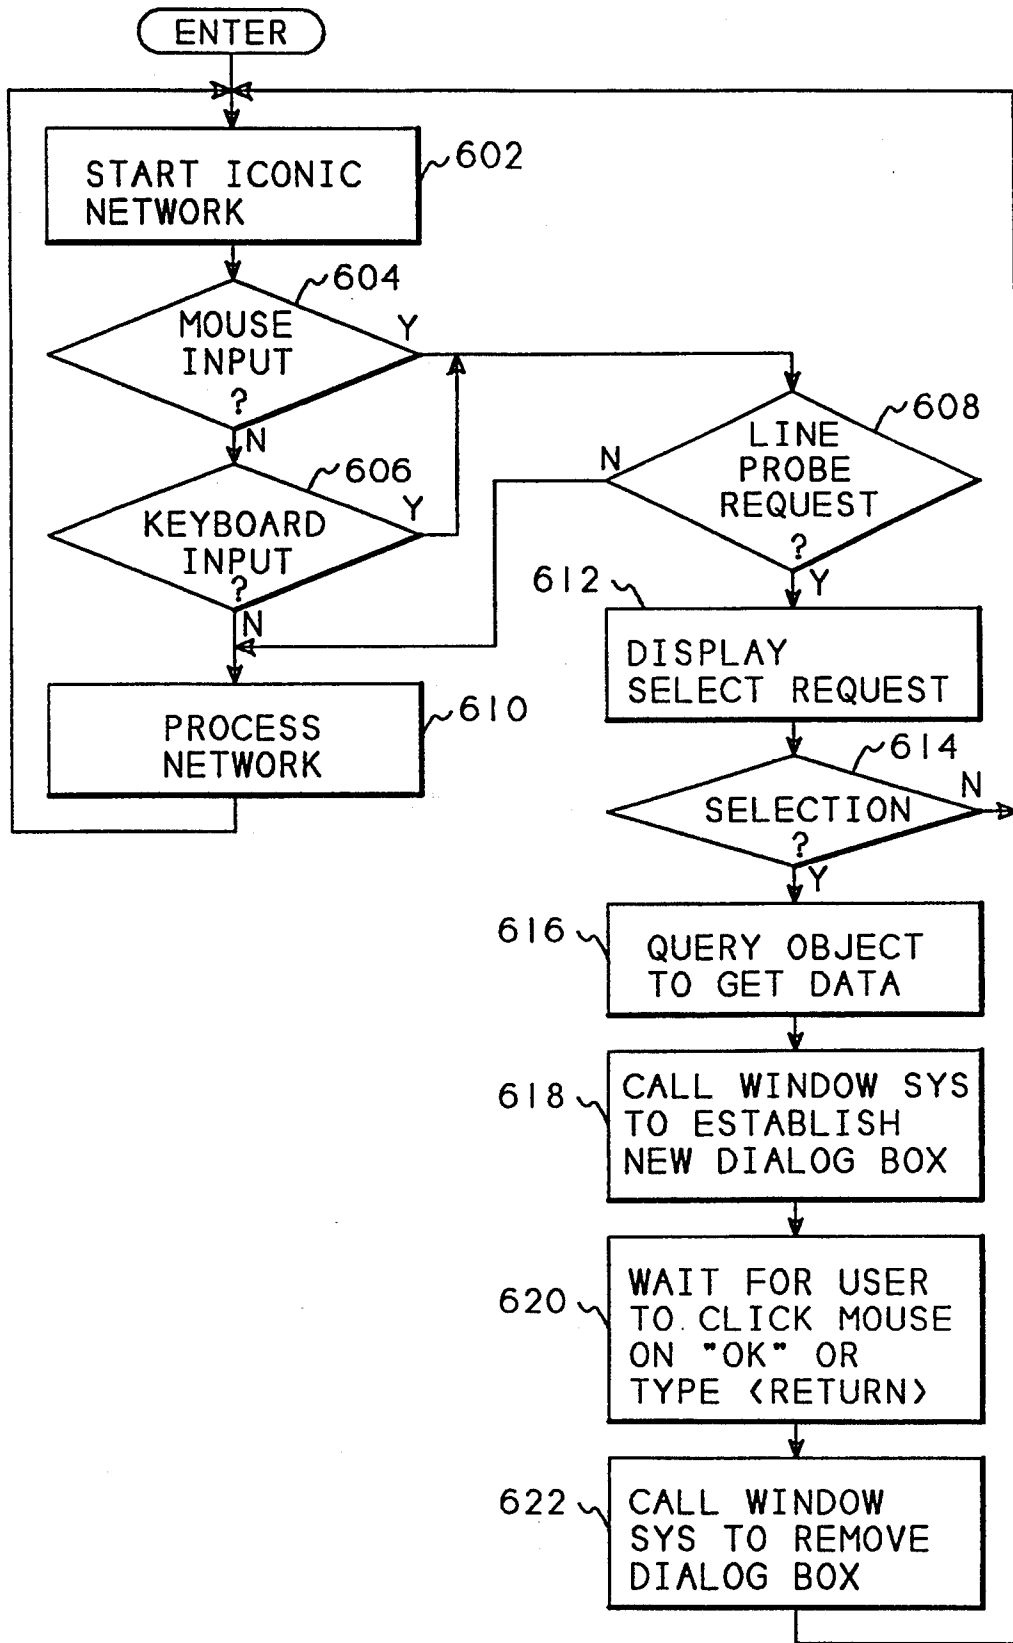 ENTER
START ICONIC
NETWORK
602
604
MOUSE
INPUT
?
Y
N
606
KEYBOARD
INPUT
?
Y
N
PROCESS
NETWORK
610
608
LINE
PROBE
REQUEST
?
N
Y
612
DISPLAY
SELECT REQUEST
614
SELECTION
?
N
Y
616
QUERY OBJECT
TO GET DATA
618
CALL WINDOW SYS
TO ESTABLISH
NEW DIALOG BOX
620
WAIT FOR USER
TO CLICK MOUSE
ON "OK" OR
TYPE <RETURN>
622
CALL WINDOW
SYS TO REMOVE
DIALOG BOX